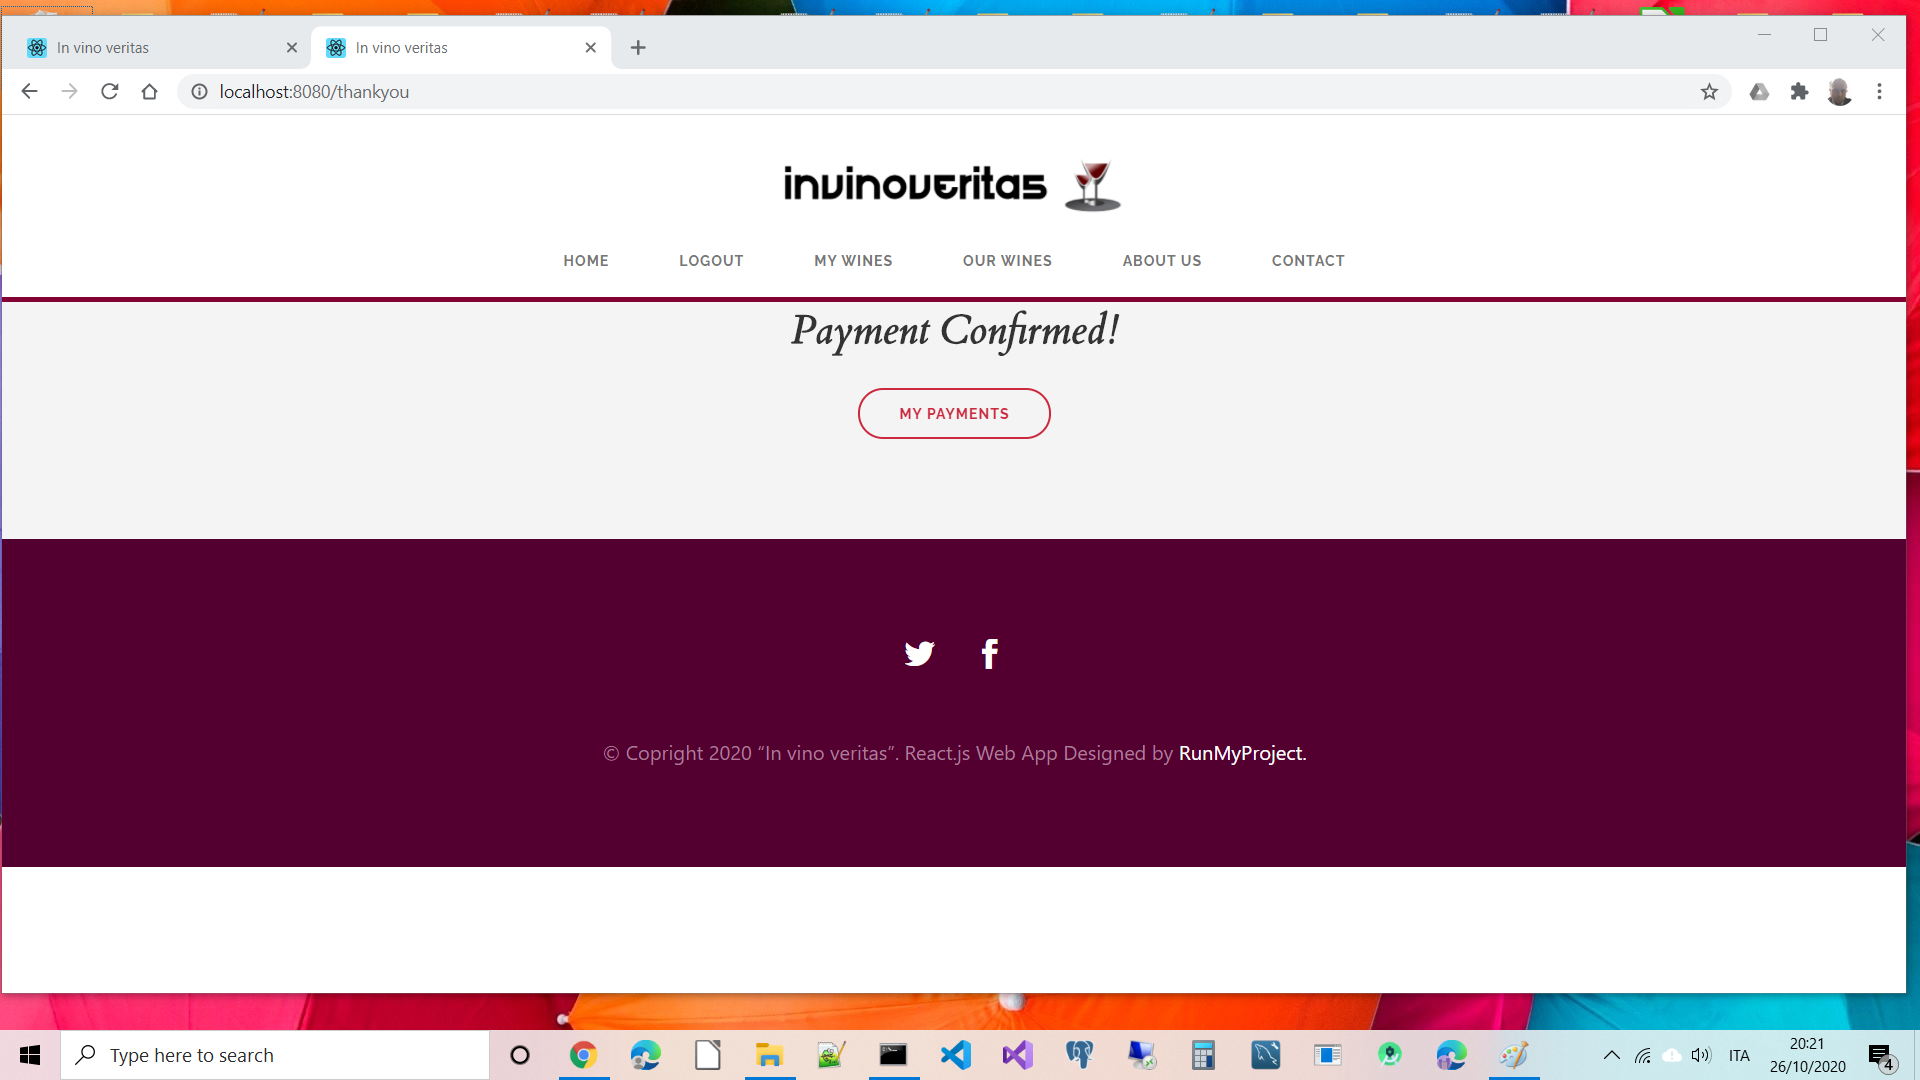 In vino veritas
In vino veritas
localhost:8080/thankyou
invinoveritas
HOME LOGOUT MY WINES OUR WINES ABOUT US CONTACT
Payment Confirmed!
MY PAYMENTS
© Copright 2020 “In vino veritas”. React.js Web App Designed by RunMyProject.
Type here to search
ITA
20:21
26/10/2020
4